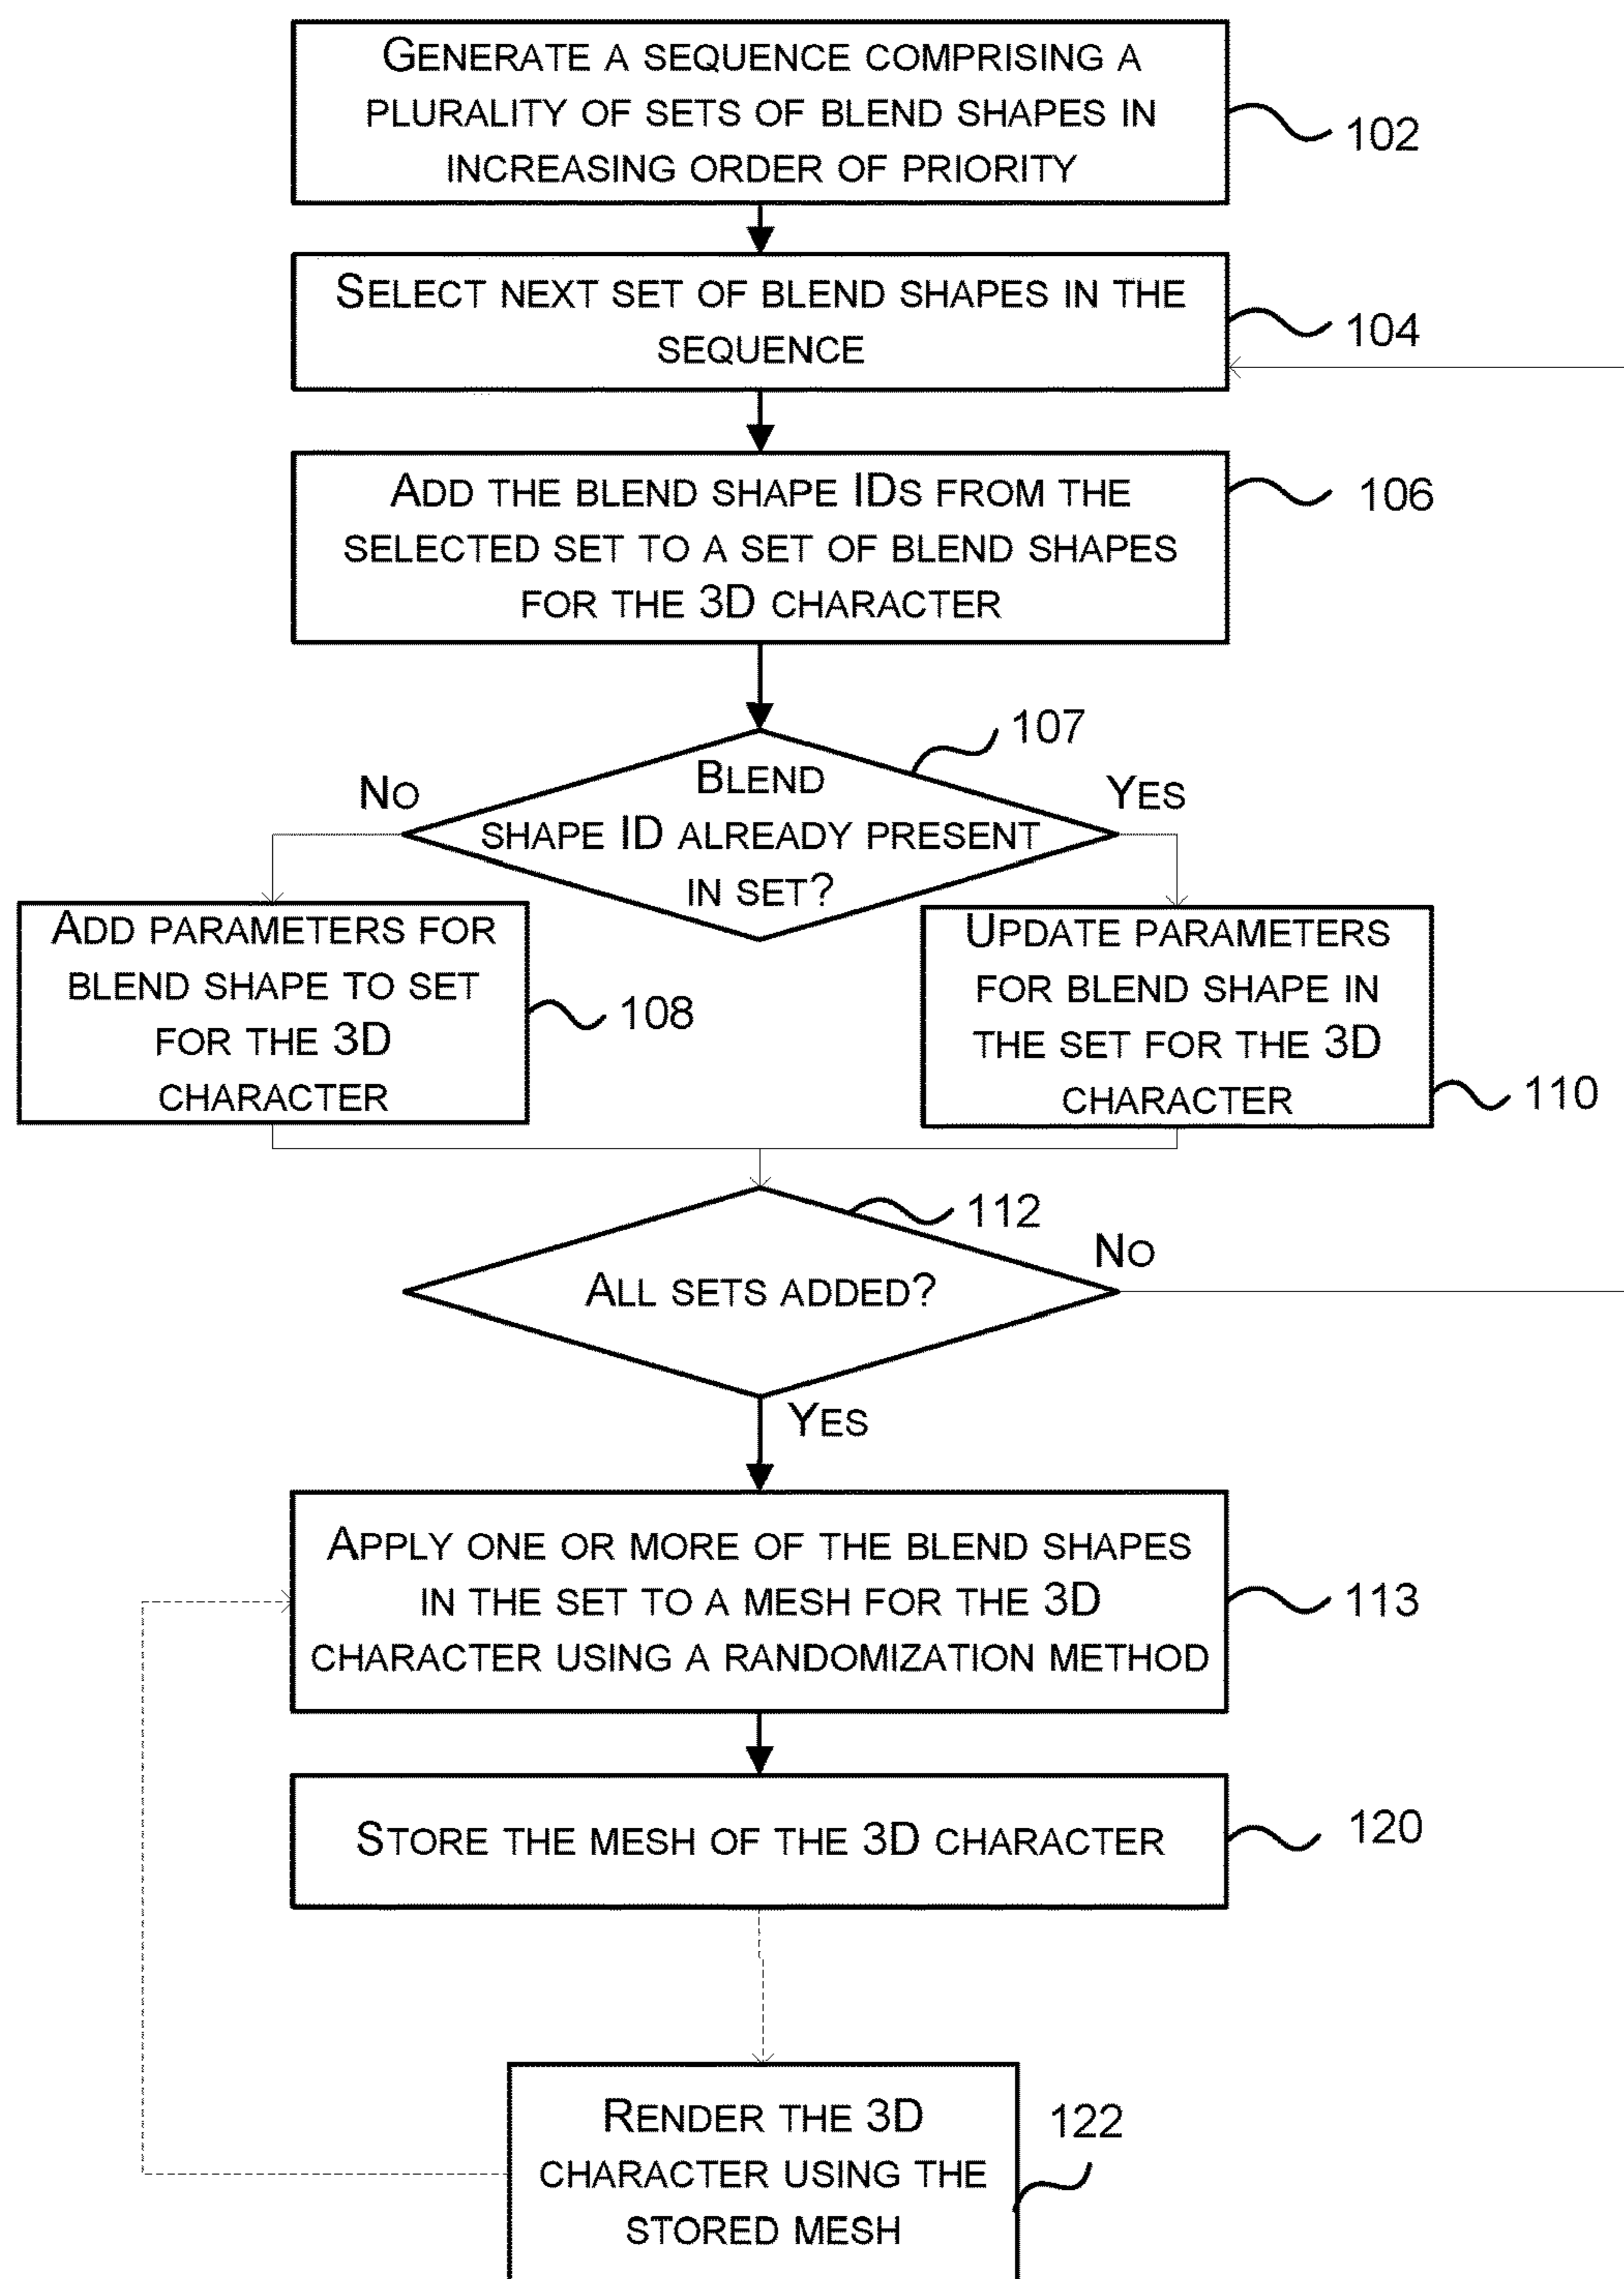 GENERATE A SEQUENCE COMPRISING A
PLURALITY OF SETS OF BLEND SHAPES IN
INCREASING ORDER OF PRIORITY
102
SELECT NEXT SET OF BLEND SHAPES IN THE
SEQUENCE
104
ADD THE BLEND SHAPE IDS FROM THE
SELECTED SET TO A SET OF BLEND SHAPES
FOR THE 3D CHARACTER
106
107
BLEND
SHAPE ID ALREADY PRESENT
IN SET?
NO
YES
ADD PARAMETERS FOR
BLEND SHAPE TO SET
FOR THE 3D
CHARACTER
108
UPDATE PARAMETERS
FOR BLEND SHAPE IN
THE SET FOR THE 3D
CHARACTER
110
112
ALL SETS ADDED?
NO
YES
APPLY ONE OR MORE OF THE BLEND SHAPES
IN THE SET TO A MESH FOR THE 3D
CHARACTER USING A RANDOMIZATION METHOD
113
STORE THE MESH OF THE 3D CHARACTER
120
RENDER THE 3D
CHARACTER USING THE
STORED MESH
122